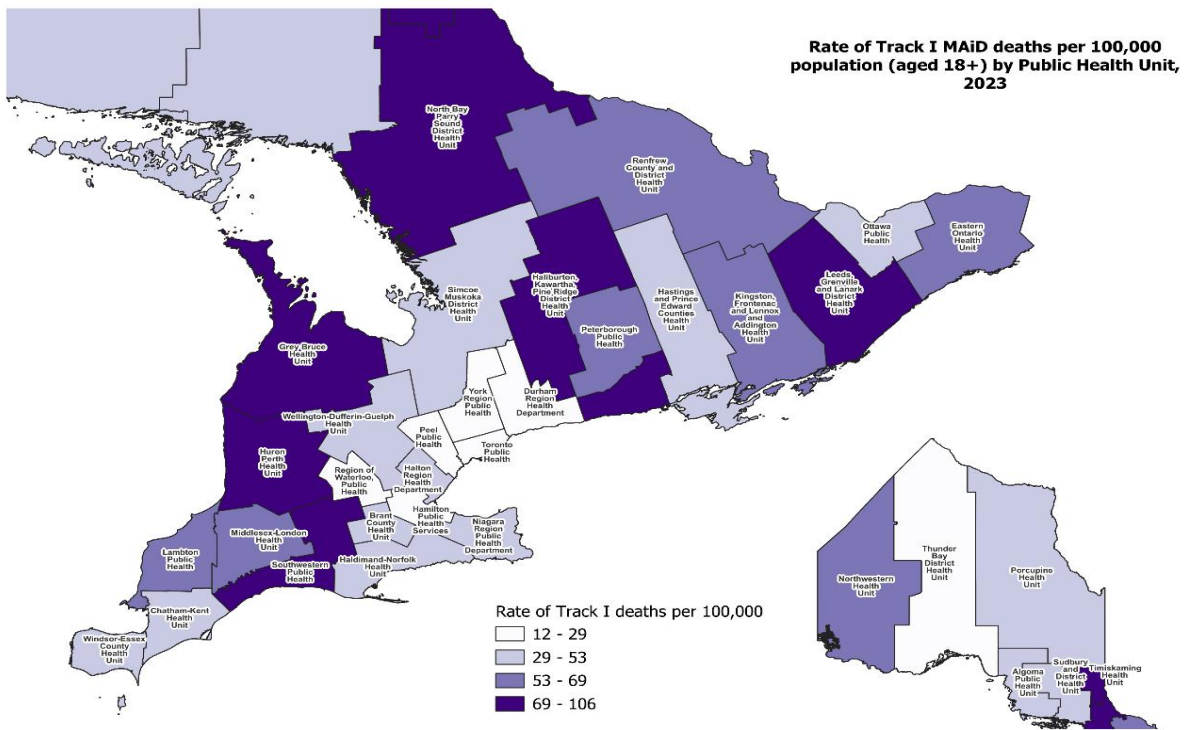 Rate of Track I MAiD deaths per 100,000
population (aged 18+) by Public Health Unit,
2023
North Bay
Parry
Sound
District
Health
Unit
Renfrew
County and
District
Health
Unit
Ottawa
Public
Health
Eastern
Ontario
Health
Unit
Simcoe
Muskoka
District
Health
Unit
Haliburton,
Kawartha,
Pine Ridge
District
Health
Unit
Hastings
and Prince
Edward
Counties
Health
Unit
Kingston,
Frontenac
and Lennox
and
Addington
Health
Unit
Leeds,
Grenville
and Lanark
District
Health
Unit
Peterborough
Public
Health
Grey Bruce
Health
Unit
York
Region
Public
Health
Durham
Region
Health
Department
Wellington-Dufferin-Guelph
Health
Unit
Peel
Public
Health
Toronto
Public
Health
Huron
Perth
Health
Unit
Region of
Waterloo,
Public
Health
Halton
Region
Health
Department
Hamilton
Public
Health
Services
Brant
County
Health
Unit
Niagara
Region
Public
Health
Department
Middlesex-London
Health
Unit
Lambton
Public
Health
Southwestern
Public
Health
Haldimand-Norfolk
Health
Unit
Chatham-Kent
Health
Unit
Windsor-Essex
County
Health
Unit
Rate of Track I deaths per 100,000
12 - 29
29 - 53
53 - 69
69 - 106
Northwestern
Health
Unit
Thunder
Bay
District
Health
Unit
Porcupine
Health
Unit
Algoma
Public
Health
Unit
Sudbury
and
District
Health
Unit
Timiskaming
Health
Unit